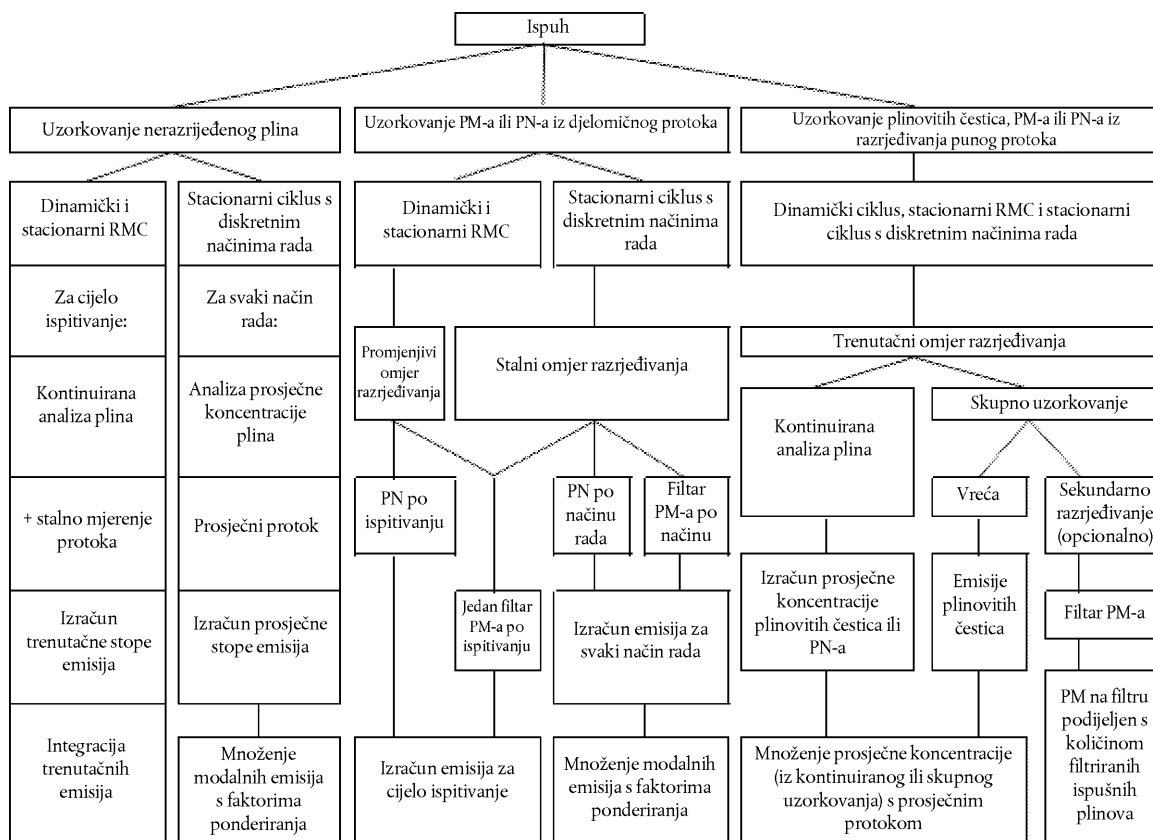 Ispuh
Uzorkovanje nerazrijeđenog plina
Uzorkovanje PM-a ili PN-a iz djelomičnog protoka
Uzorkovanje plinovitih čestica, PM-a ili PN-a iz
razrjeđivanja punog protoka
Dinamički i
stacionarni RMC
Stacionarni ciklus s
diskretnim
načinima rada
Dinamički i
stacionarni RMC
Stacionarni ciklus s
diskretnim načinima
rada
Dinamički ciklus, stacionarni RMC i stacionarni
ciklus s diskretnim načinima rada
Za cijelo
ispitivanje:
Za svaki način
rada:
Promjenjivi
omjer
razrjeđivanja
Stalni omjer razrjeđivanja
Trenutačni omjer razrjeđivanja
Kontinuirana
analiza plina
Analiza prosječne
koncentracije
plina
Kontinuirana
analiza plina
Skupno uzorkovanje
+ stalno mjerenje
protoka
Prosječni protok
PN po
ispitivanju
PN po
načinu
rada
Filtar
PM-a po
načinu
Vreća
Sekundarno
razrjeđivanje
(opcionalno)
Izračun
trenutačne stope
emisija
Izračun prosječne
stope emisija
Jedan filtar
PM-a po
ispitivanju
Izračun emisija za
svaki način rada
Izračun prosječne
koncentracije
plinovitih čestica ili
PN-a
Emisije
plinovitih
čestica
Filtar PM-a
Integracija
trenutačnih
emisija
Množenje
modalnih emisija
s faktorima
ponderiranja
Izračun emisija za
cijelo ispitivanje
Množenje modalnih
emisija s faktorima
ponderiranja
Množenje prosječne koncentracije
(iz kontinuiranog ili skupnog
uzorkovanja) s prosječnim
protokom
PM na filtru
podijeljen s
količinom
filtriranih
ispušnih
plinova